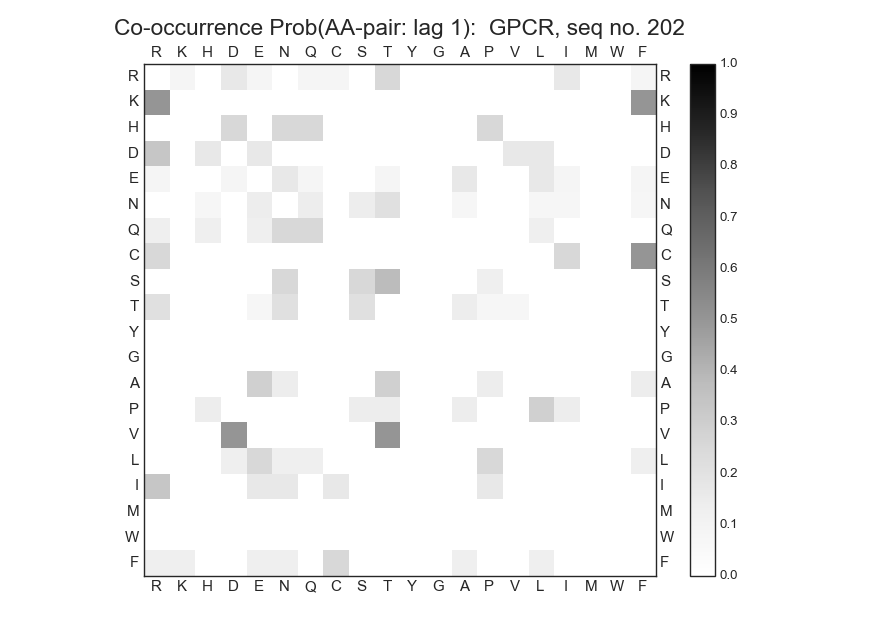 Co-occurrence Prob(AA-pair: lag 1):  GPCR, seq no. 202
R K H D E N Q C S T Y G A P V L I M W F
R R 1.0
K K 0.9
H H 0.8
D D
E E 0.7
N N
Q Q 0.6
C C
S S 0.5
T T
Y Y
G G 0.4
A A
P P 0.3
V V
L L 0.2
I I
M M 0.1
W W
F F 0.0
R K H D E N Q C S T Y G A P V L I M W F